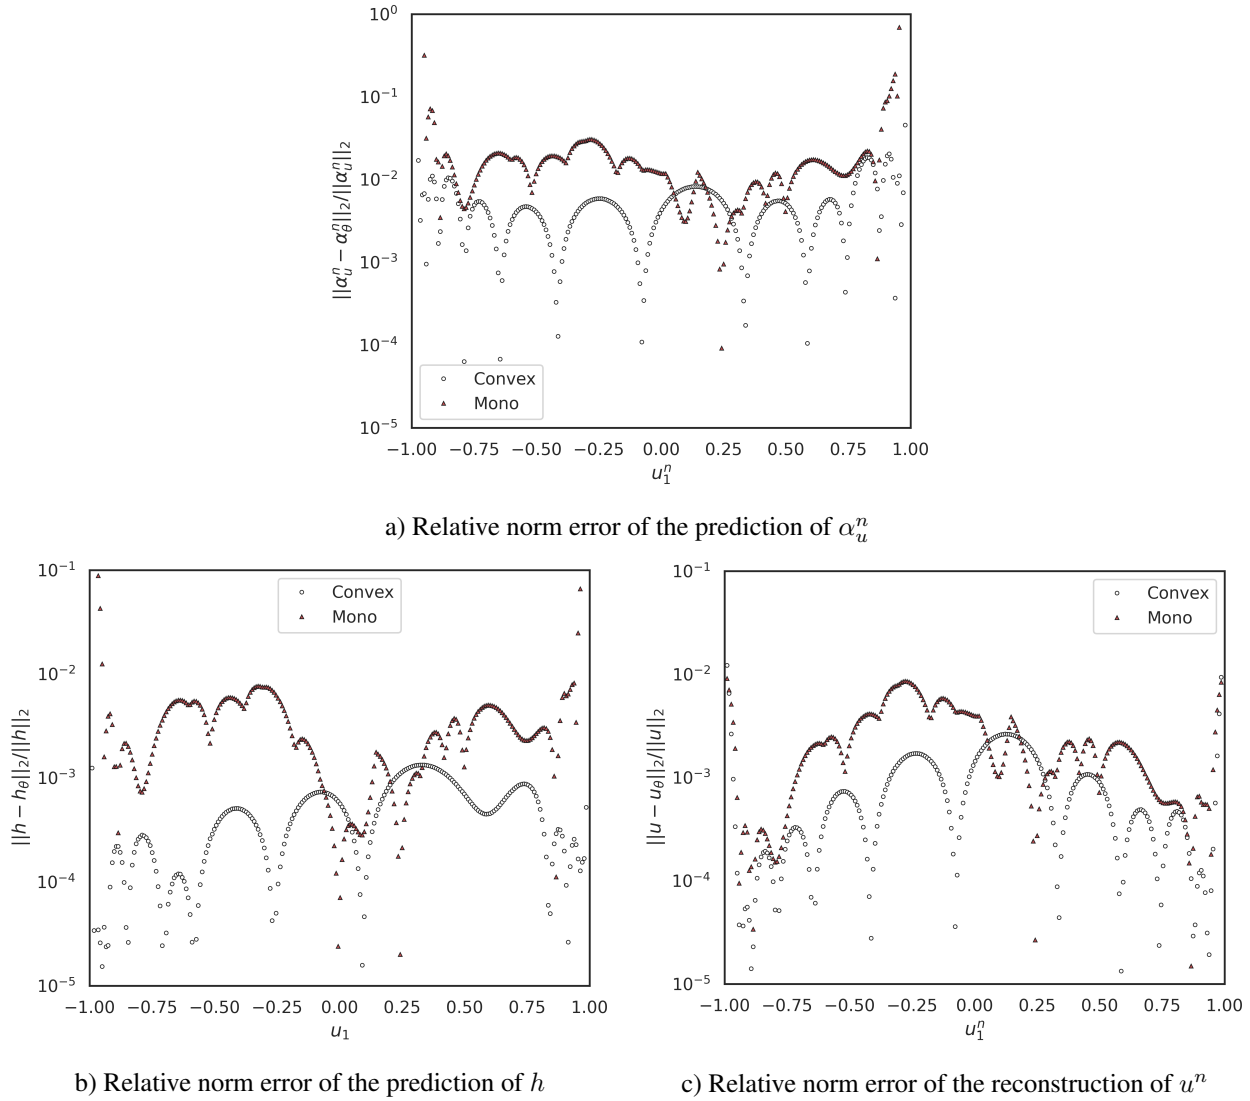 10^0
10^-1
10^-2
10^-3
10^-4
10^-5
||α_u^n − α_θ^n||_2/||α_u^n||_2
Convex
Mono
−1.00 −0.75 −0.50 −0.25 0.00 0.25 0.50 0.75 1.00
u_1^n
a) Relative norm error of the prediction of α_u^n
10^-1
10^-2
10^-3
10^-4
10^-5
||h − h_θ||_2/||h||_2
Convex
Mono
−1.00 −0.75 −0.50 −0.25 0.00 0.25 0.50 0.75 1.00
u_1
b) Relative norm error of the prediction of h
10^-1
10^-2
10^-3
10^-4
10^-5
||u − u_θ||_2/||u||_2
Convex
Mono
−1.00 −0.75 −0.50 −0.25 0.00 0.25 0.50 0.75 1.00
u_1^n
c) Relative norm error of the reconstruction of u^n